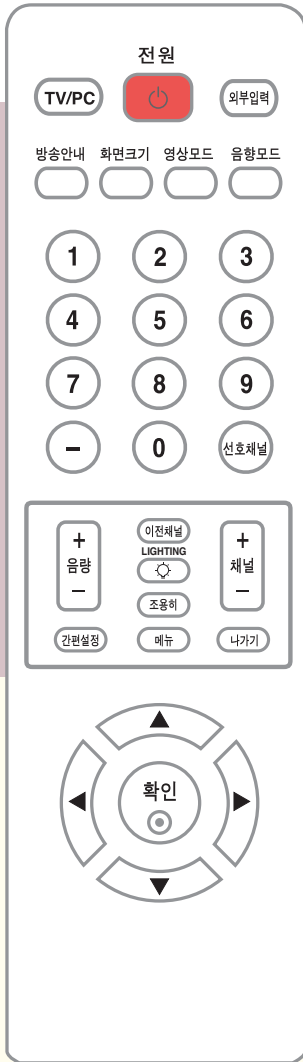 전원
TV/PC 외부입력
방송안내 화면크기 영상모드 음향모드
1 2 3
4 5 6
7 8 9
- 0 선호채널
+ 이전채널 +
LIGHTING
음량 채널
- 조용히 -
간편설정 메뉴 나가기
확인